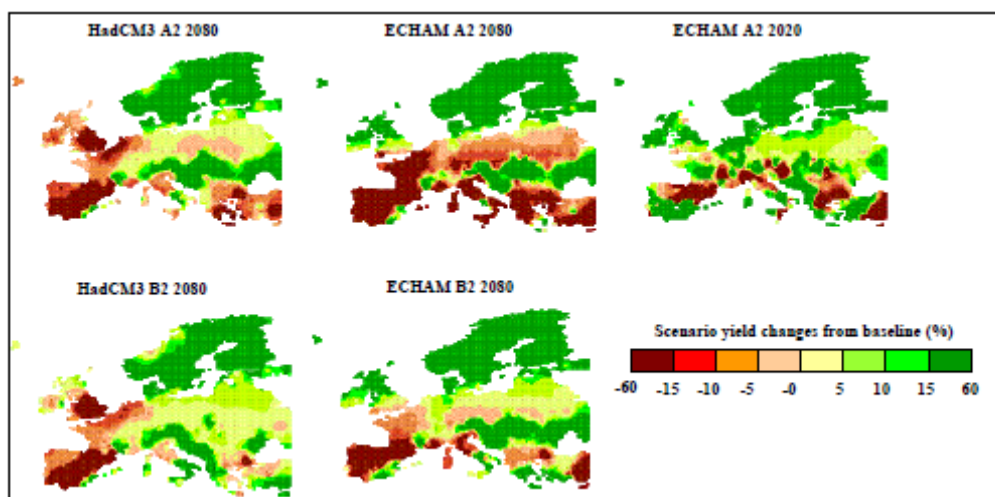 HadCM3 A2 2080
ECHAM A2 2080
ECHAM A2 2020
HadCM3 B2 2080
ECHAM B2 2080
Scenario yield changes from baseline (%)
-60 -15 -10 -5 -0 5 10 15 60